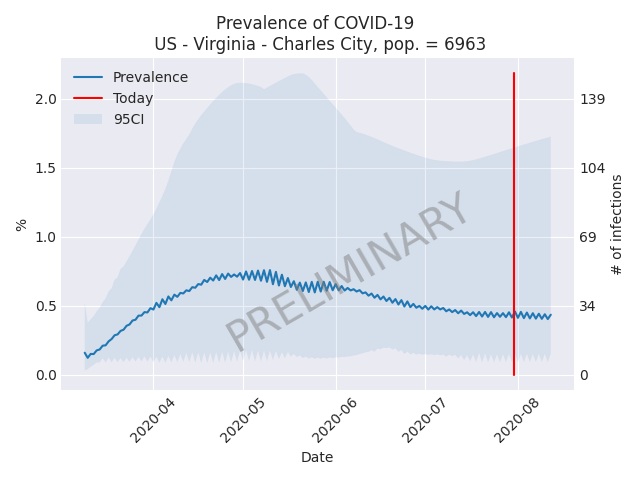 Prevalence of COVID-19
US - Virginia - Charles City, pop. = 6963
Prevalence
Today
95CI
2.0
1.5
1.0
0.5
0.0
%
139
104
69
34
0
# of infections
PRELIMINARY
2020-04
2020-05
2020-06
2020-07
2020-08
Date